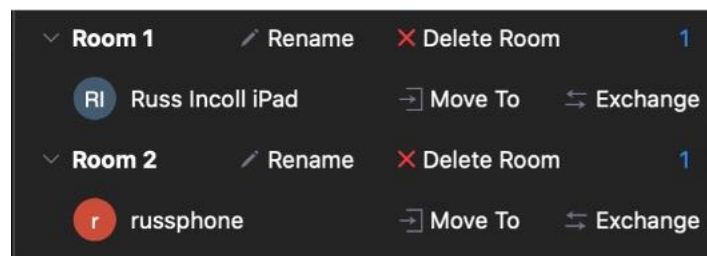 Room 1 Rename Delete Room 1
RI Russ Incoll iPad Move To Exchange
Room 2 Rename Delete Room 1
r russphone Move To Exchange